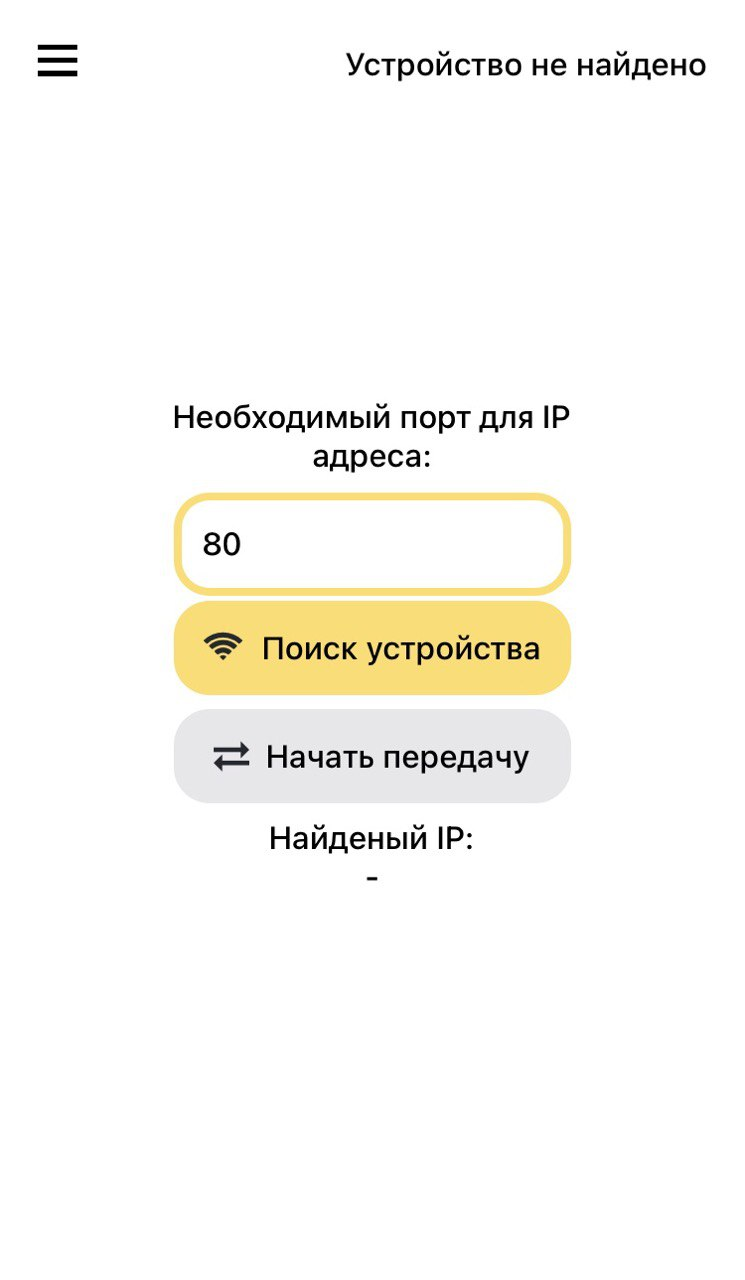 Устройство не найдено
Необходимый порт для IP
адреса:
80
Поиск устройства
Начать передачу
Найденый IP:
-